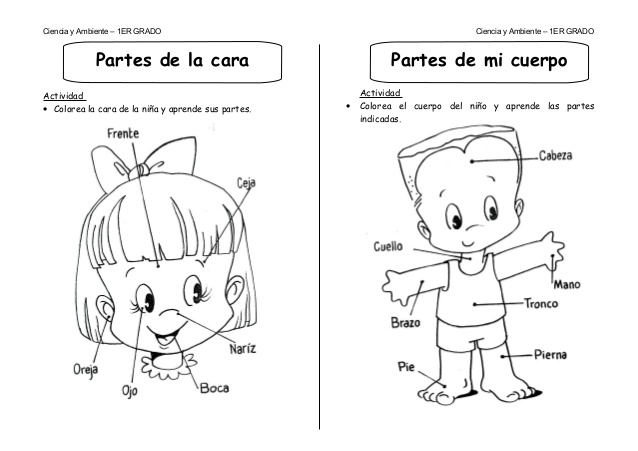 Ciencia y Ambiente – 1ER GRADO
Partes de la cara
Actividad
• Colorea la cara de la niña y aprende sus partes.
Frente
Ceja
Naríz
Oreja
Ojo
Boca
Ciencia y Ambiente – 1ER GRADO
Partes de mi cuerpo
Actividad
• Colorea el cuerpo del niño y aprende las partes
indicadas.
Cabeza
Cuello
Mano
Tronco
Brazo
Pierna
Pie